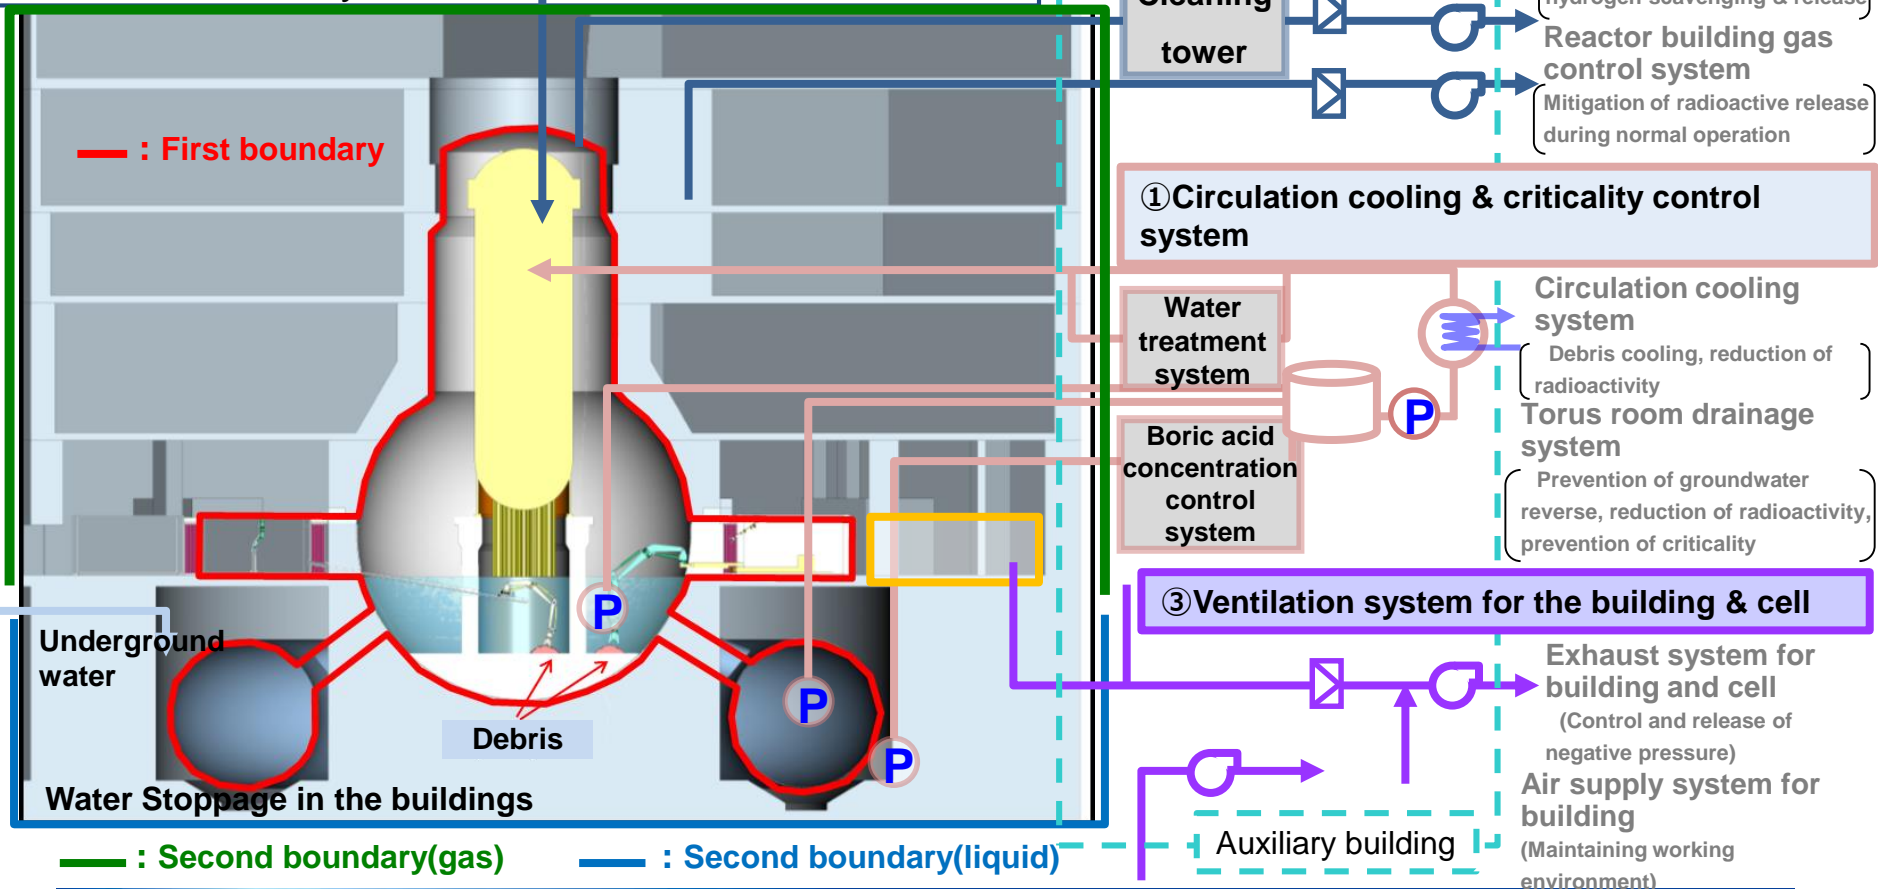 Cleaning
tower
hydrogen scavenging & release
Reactor building gas
control system
Mitigation of radioactive release
during normal operation
: First boundary
①Circulation cooling & criticality control
system
Water
treatment
system
Circulation cooling
system
Debris cooling, reduction of
radioactivity
P
Torus room drainage
system
Boric acid
concentration
control
system
Prevention of groundwater
reverse, reduction of radioactivity,
prevention of criticality
③Ventilation system for the building & cell
P
Underground
water
Exhaust system for
building and cell
(Control and release of
negative pressure)
P
Debris
P
Air supply system for
building
(Maintaining working
environment)
Water Stoppage in the buildings
Auxiliary building
: Second boundary(gas)
: Second boundary(liquid)